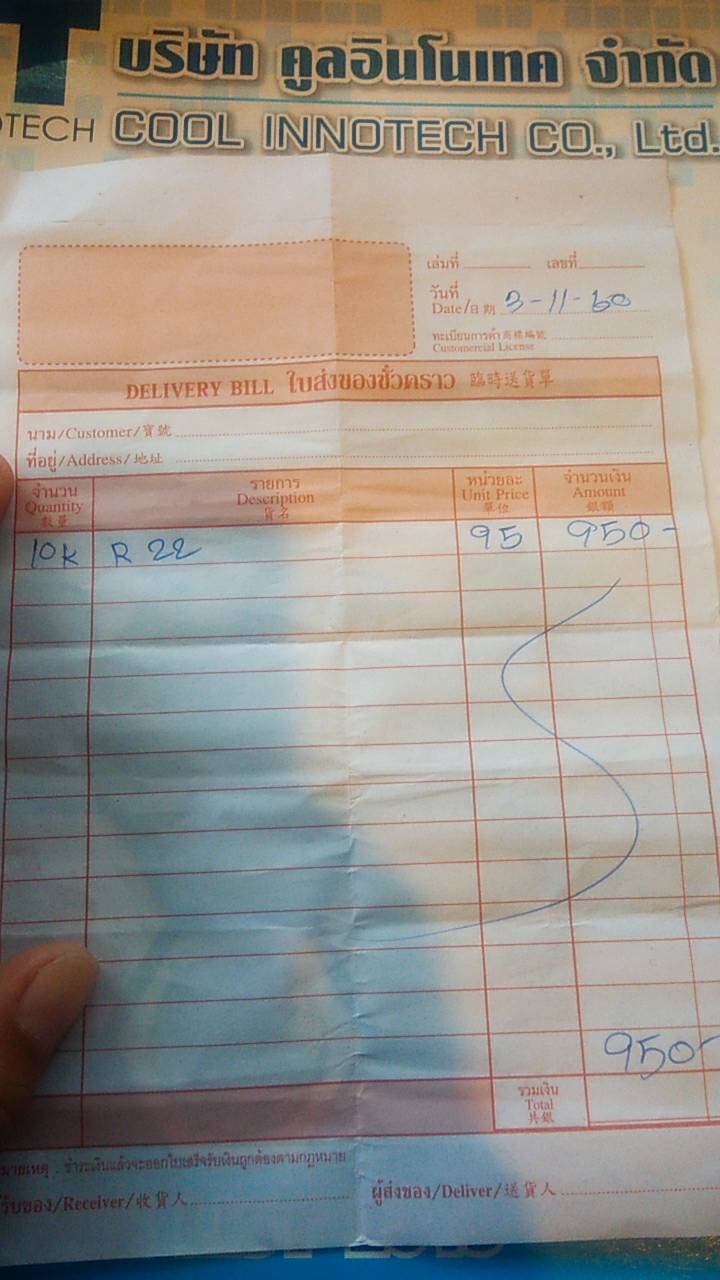 บริษัท คูลอินโนเทค จำกัด
COOL INNOTECH CO., Ltd.
เล่มที่ เลขที่
วันที่
Date/日期 3-11-60
ทะเบียนการค้า 商標編號
Customercial License
DELIVERY BILL ใบส่งของชั่วคราว 臨時送貨單
นาม/Customer/寶號
ที่อยู่/Address/地址
จำนวน รายการ หน่วยละ จำนวนเงิน
Quantity Description Unit Price Amount
數量 貨名 單位 銀額
10K R 22 95 950-
950-
รวมเงิน
Total
共銀
มายเหตุ : ชำระเงินแล้วจะออกใบเสร็จรับเงินถูกต้องตามกฎหมาย
รับของ/Receiver/收貨人 ผู้ส่งของ/Deliver/送貨人